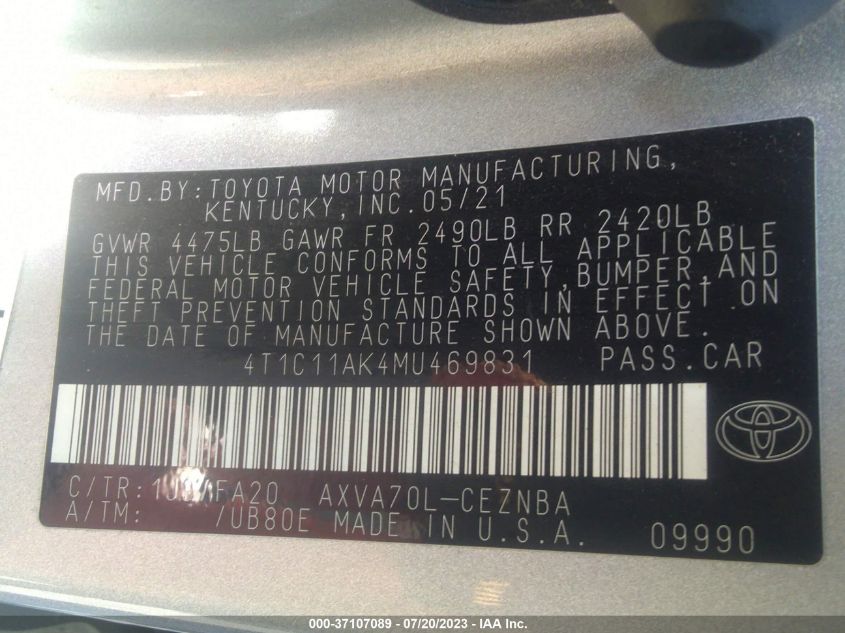 MFD.BY:TOYOTA MOTOR MANUFACTURING,
KENTUCKY,INC.05/21
GVWR 4475LB GAWR FR 2490LB RR 2420LB
THIS VEHICLE CONFORMS TO ALL APPLICABLE
FEDERAL MOTOR VEHICLE SAFETY,BUMPER,AND
THEFT PREVENTION STANDARDS IN EFFECT ON
THE DATE OF MANUFACTURE SHOWN ABOVE.
4T1C11AK4MU469831 PASS.CAR
C/TR: AXVA70L-CEZNBA
A/TM: /UB80E MADE IN U.S.A. 09990
000-37107089 - 07/20/2023 - IAA Inc.